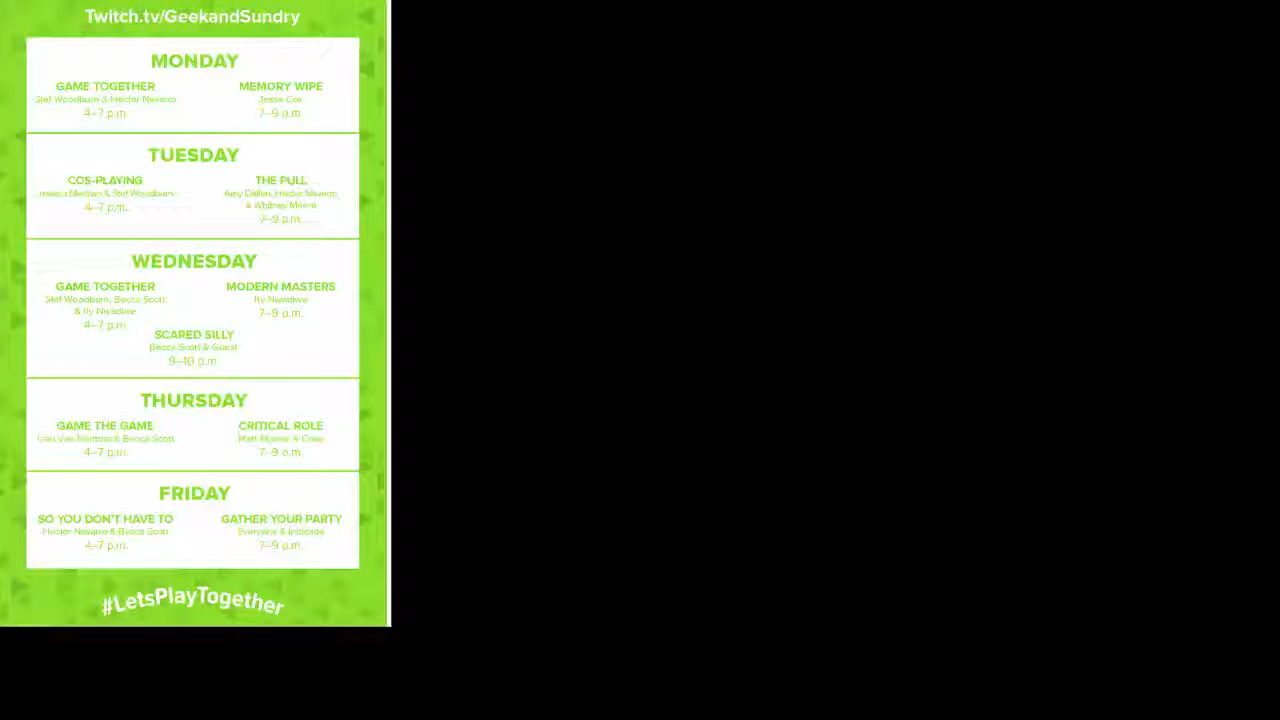 Twitch.tv/GeekandSundry
MONDAY
GAME TOGETHER
Stef Woodburn & Hector Navarro
4–7 p.m.
MEMORY WIPE
Jesse Cox
7–9 p.m.
TUESDAY
COS-PLAYING
& Stef Woodburn
4–7 p.m.
THE PULL
Amy Dallen, Hector Navarro,
& Whitney Moore
7–9 p.m.
WEDNESDAY
GAME TOGETHER
Stef Woodburn, Becca Scott,
& Ify Nwadiwe
4–7 p.m.
MODERN MASTERS
Ify Nwadiwe
7–9 p.m.
SCARED SILLY
Becca Scott & Guest
9–10 p.m.
THURSDAY
GAME THE GAME
& Becca Scott
4–7 p.m.
CRITICAL ROLE
Matt Mercer & Crew
7–9 p.m.
FRIDAY
SO YOU DON'T HAVE TO
Hector Navarro & Becca Scott
4–7 p.m.
GATHER YOUR PARTY
Everyone &
7–9 p.m.
#LetsPlayTogether